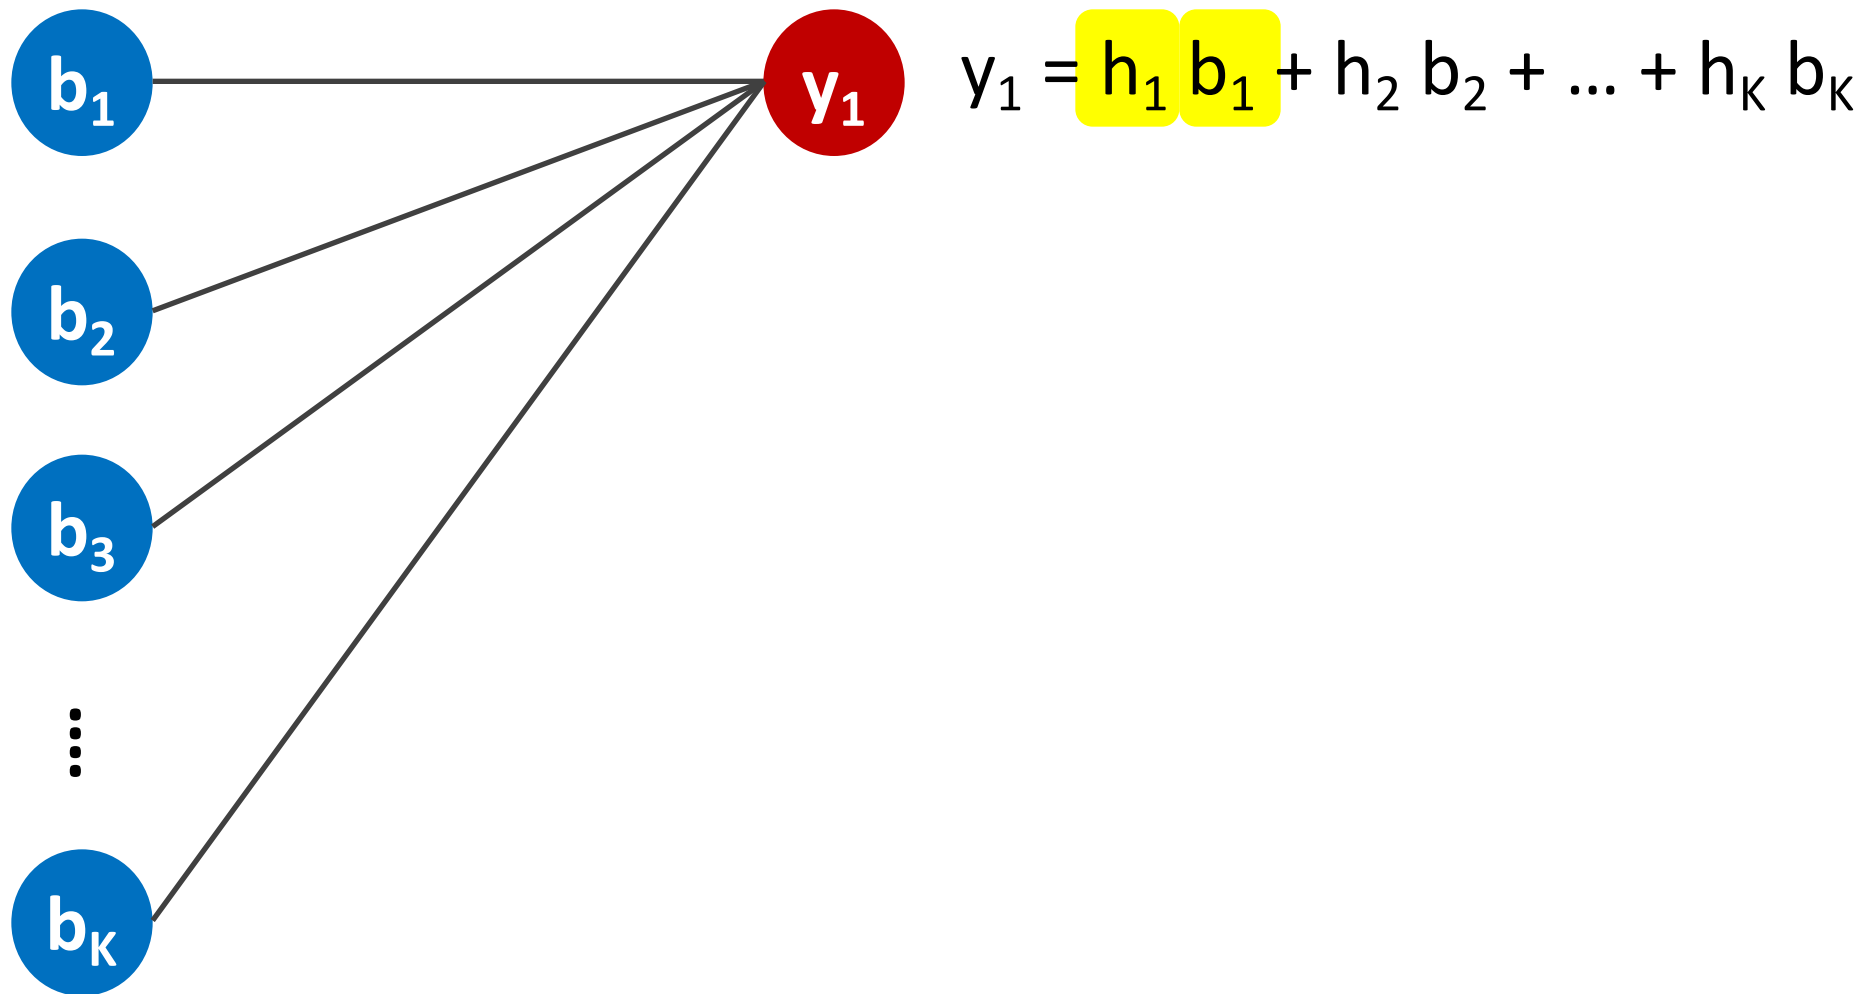 b₁
y₁
y₁ = h₁ b₁ + h₂ b₂ + ... + hK bK
b₂
b₃
bK